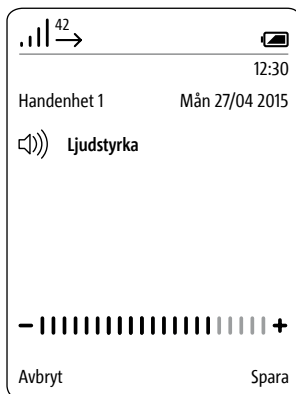 42
12:30
Handenhet 1 Mån 27/04 2015
Ljudstyrka
- +
Avbryt Spara